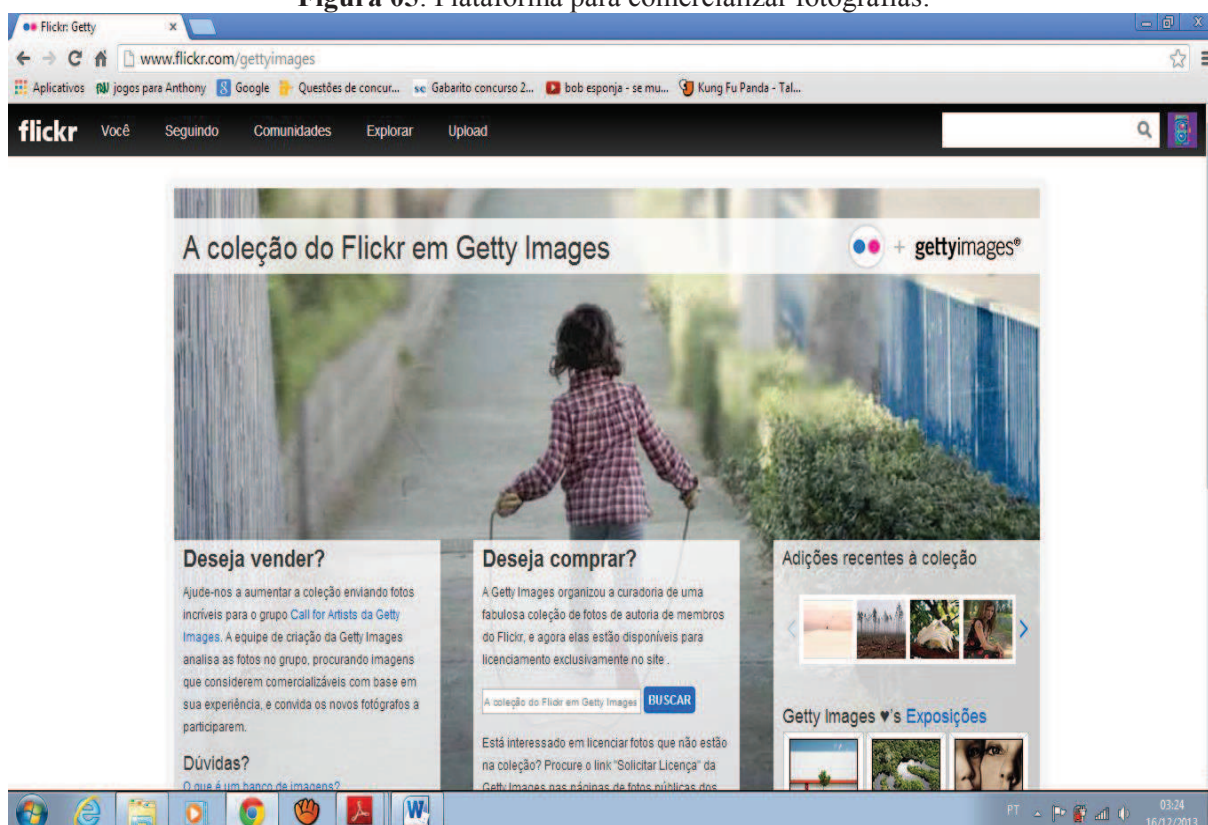 Figura 03: Plataforma para comercializar fotografias.
Flickr: Getty
www.flickr.com/gettyimages
Aplicativos jogos para Anthony Google Questões de concur... Gabarito concurso 2... bob esponja - se mu... Kung Fu Panda - Tal...
flickr Você Seguindo Comunidades Explorar Upload
A coleção do Flickr em Getty Images
+ gettyimages®
Deseja vender?
Ajude-nos a aumentar a coleção enviando fotos
incríveis para o grupo Call for Artists da Getty
Images. A equipe de criação da Getty Images
analisa as fotos no grupo, procurando imagens
que considerem comercializáveis com base em
sua experiência, e convida os novos fotógrafos a
participarem.
Dúvidas?
O que é um banco de imagens?
Deseja comprar?
A Getty Images organizou a curadoria de uma
fabulosa coleção de fotos de autoria de membros
do Flickr, e agora elas estão disponíveis para
licenciamento exclusivamente no site .
A coleção do Flickr em Getty Images BUSCAR
Está interessado em licenciar fotos que não estão
na coleção? Procure o link "Solicitar Licença" da
Getty Images nas páginas de fotos públicas dos
Adições recentes à coleção
Getty Images ♥'s Exposições
PT 03:24
16/12/2013